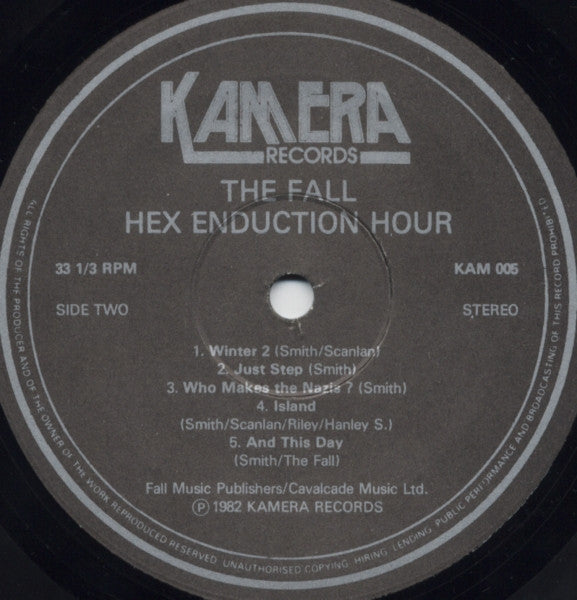 KAMERA
RECORDS
THE FALL
HEX ENDUCTION HOUR
33 1/3 RPM
KAM 005
SIDE TWO
STEREO
1. Winter 2 (Smith/Scanlan)
2. Just Step (Smith)
3. Who Makes the Nazis ? (Smith)
4. Island
(Smith/Scanlan/Riley/Hanley S.)
5. And This Day
(Smith/The Fall)
Fall Music Publishers/Cavalcade Music Ltd.
℗ 1982 KAMERA RECORDS
ALL RIGHTS OF THE PRODUCER AND OF THE OWNER OF THE WORK REPRODUCED RESERVED. UNAUTHORISED COPYING, HIRING, LENDING, PUBLIC PERFORMANCE AND BROADCASTING OF THIS RECORD PROHIBITED